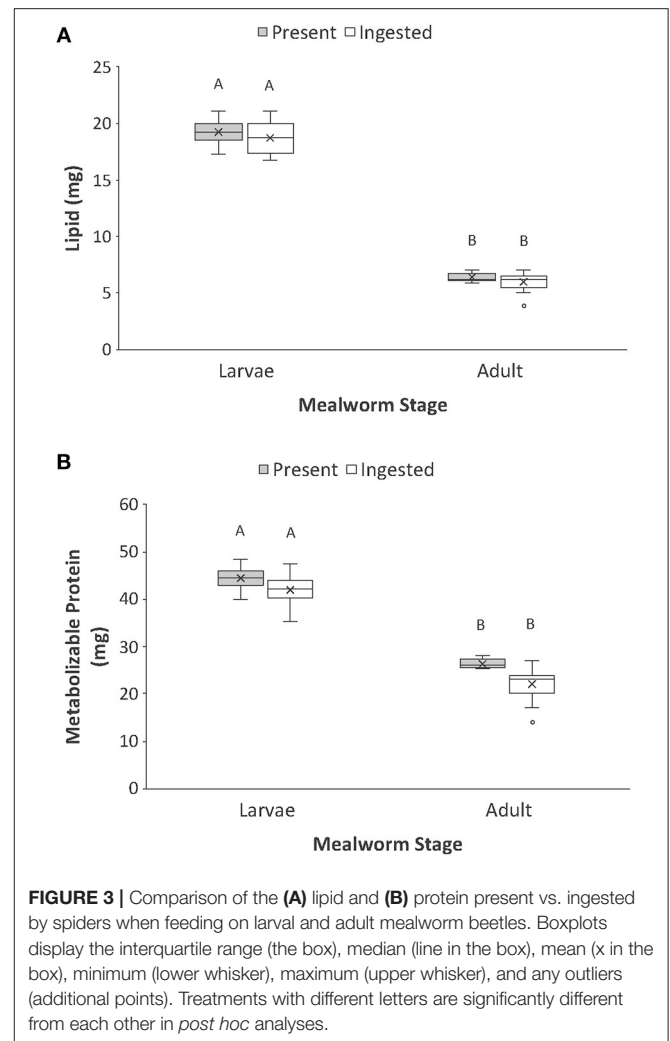 A
Present Ingested
25
20
15
10
5
0
Lipid (mg)
A A
B B
Larvae Adult
Mealworm Stage
B
Present Ingested
60
50
40
30
20
10
0
Metabolizable Protein
(mg)
A A
B B
Larvae Adult
Mealworm Stage
FIGURE 3 | Comparison of the (A) lipid and (B) protein present vs. ingested
by spiders when feeding on larval and adult mealworm beetles. Boxplots
display the interquartile range (the box), median (line in the box), mean (x in the
box), minimum (lower whisker), maximum (upper whisker), and any outliers
(additional points). Treatments with different letters are significantly different
from each other in post hoc analyses.